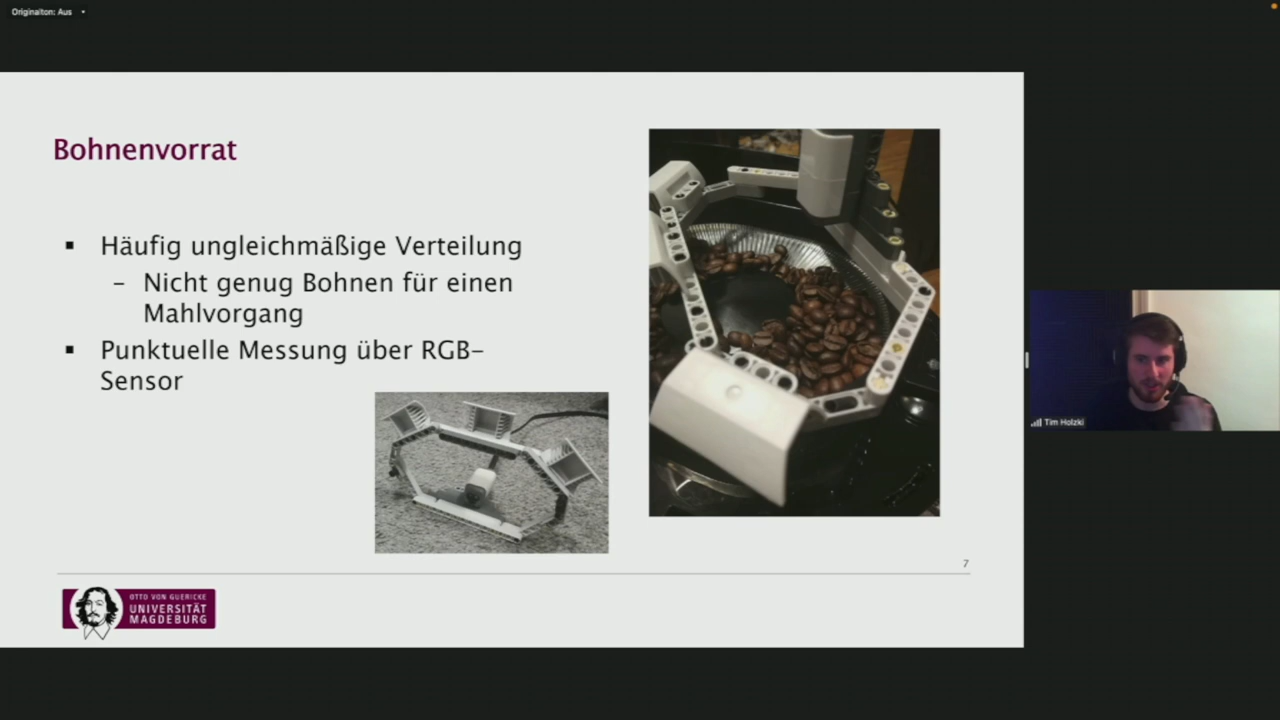 Originalton: Aus
Bohnenvorrat
▪ Häufig ungleichmäßige Verteilung
– Nicht genug Bohnen für einen
Mahlvorgang
▪ Punktuelle Messung über RGB-
Sensor
Tim Holzki
7
OTTO VON GUERICKE
UNIVERSITÄT
MAGDEBURG